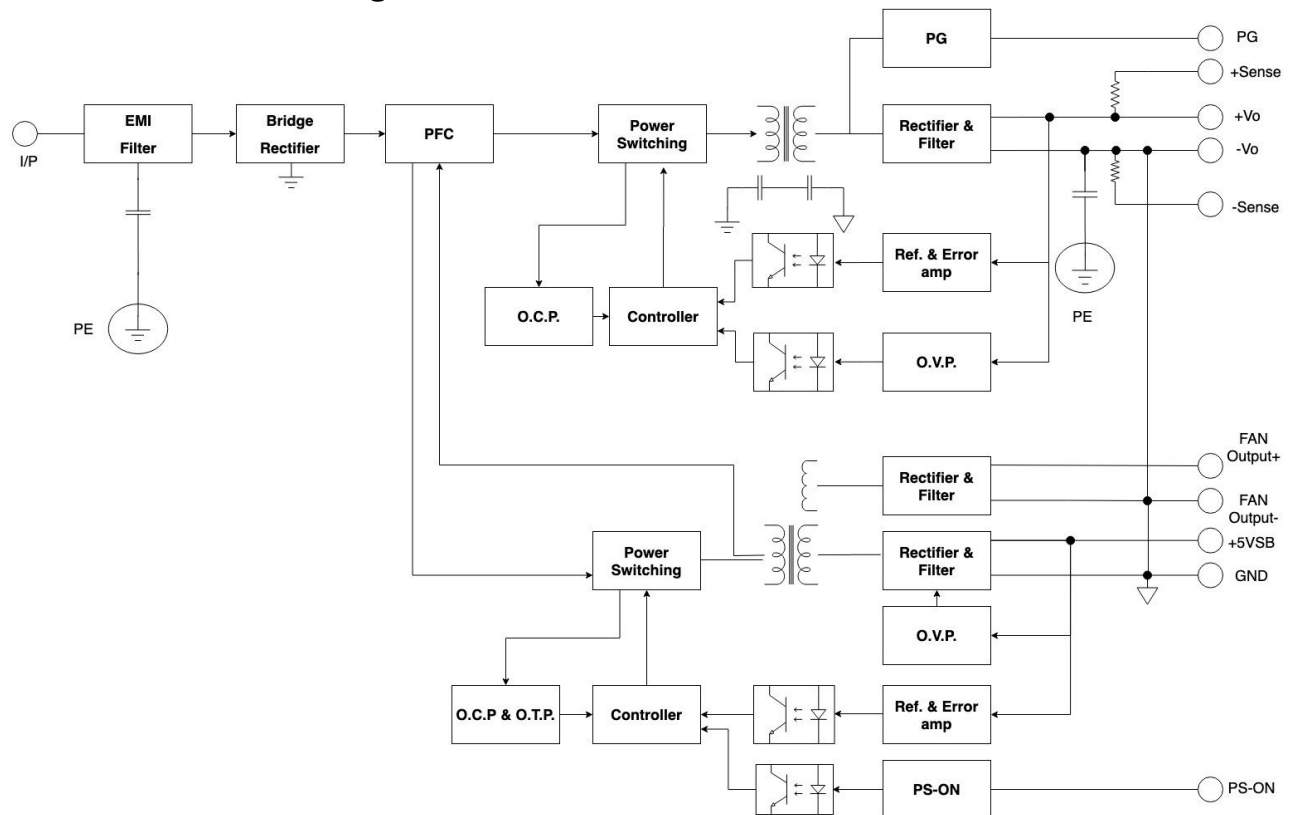 PG
PG
+Sense
EMI
Filter
Bridge
Rectifier
PFC
Power
Switching
Rectifier &
Filter
+Vo
-Vo
I/P
-Sense
Ref. & Error
amp
PE
O.C.P.
Controller
PE
O.V.P.
FAN
Output+
Rectifier &
Filter
FAN
Output-
Power
Switching
Rectifier &
Filter
+5VSB
GND
O.V.P.
O.C.P & O.T.P.
Controller
Ref. & Error
amp
PS-ON
PS-ON